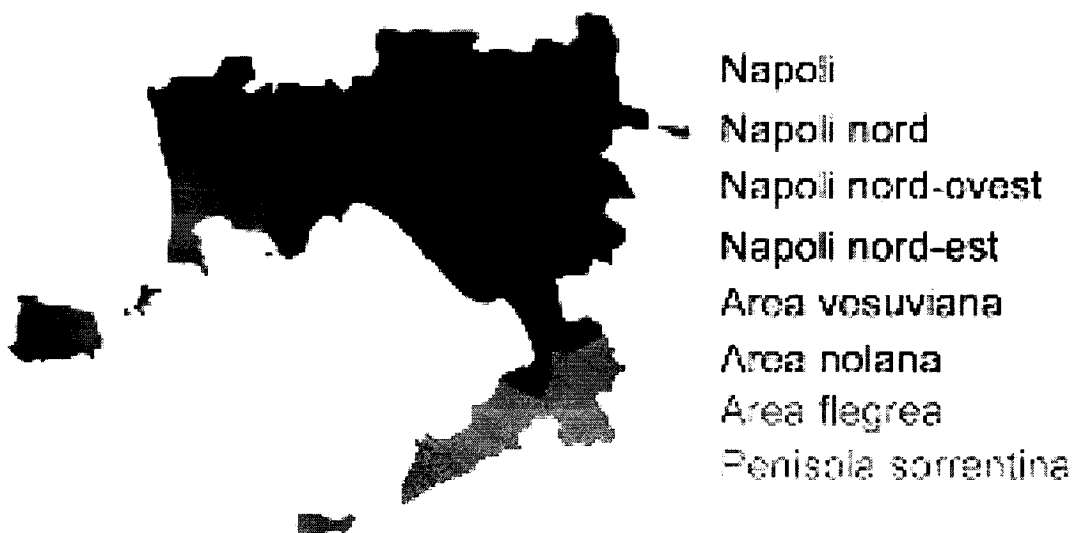 Napoli
Napoli nord
Napoli nord-ovest
Napoli nord-est
Area vesuviana
Area nolana
Area flegrea
Penisola sorrentina